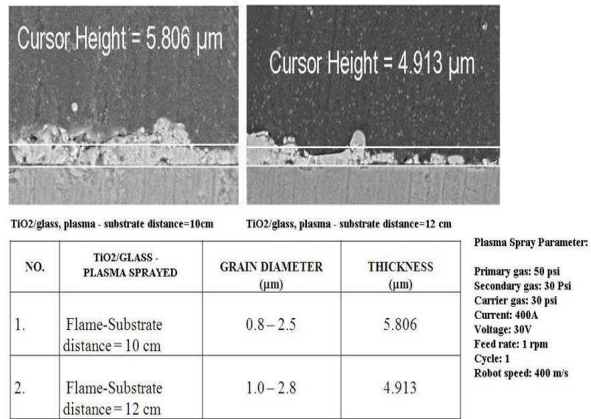 Cursor Height = 5.806 µm
Cursor Height = 4.913 µm
TiO2/glass, plasma - substrate distance=10cm
TiO2/glass, plasma - substrate distance=12 cm
NO.
TiO2/GLASS -
PLASMA SPRAYED
GRAIN DIAMETER
(µm)
THICKNESS
(µm)
1.
Flame-Substrate
distance = 10 cm
0.8 – 2.5
5.806
2.
Flame-Substrate
distance = 12 cm
1.0 – 2.8
4.913
Plasma Spray Parameter:
Primary gas: 50 psi
Secondary gas: 30 Psi
Carrier gas: 30 psi
Current: 400A
Voltage: 30V
Feed rate: 1 rpm
Cycle: 1
Robot speed: 400 m/s